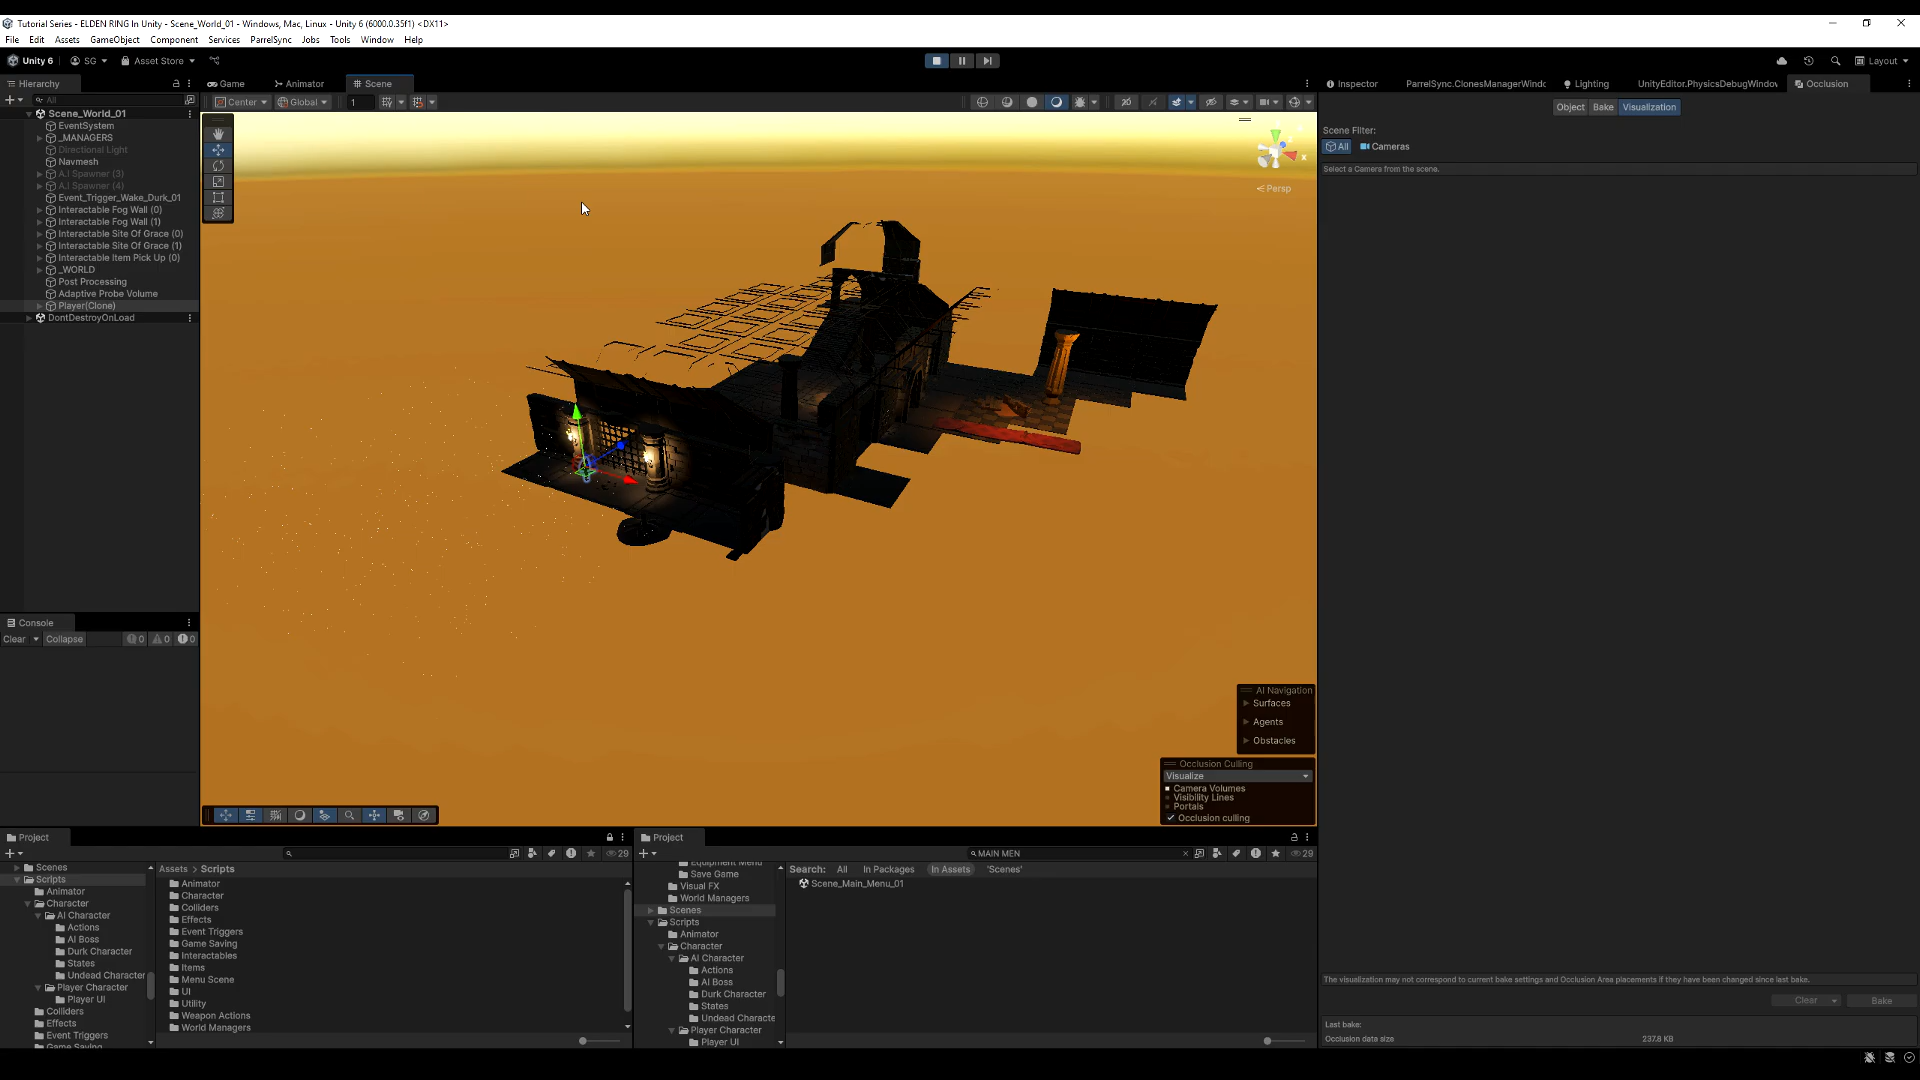 Tutorial Series - ELDEN RING In Unity - Scene_World_01 - Windows, Mac, Linux - Unity 6 (6000.0.35f1) <DX11>
File Edit Assets GameObject Component Services ParrelSync Jobs Tools Window Help
Unity 6 SG Asset Store Layout
Hierarchy
All
Scene_World_01
EventSystem
_MANAGERS
Directional Light
Navmesh
A.I Spawner (3)
A.I Spawner (4)
Event_Trigger_Wake_Durk_01
Interactable Fog Wall (0)
Interactable Fog Wall (1)
Interactable Site Of Grace (0)
Interactable Site Of Grace (1)
Interactable Item Pick Up (0)
_WORLD
Post Processing
Adaptive Probe Volume
Player(Clone)
DontDestroyOnLoad
Console
Clear Collapse 0 0 0
Game Animator Scene
Center Global 1
2D
x
Persp
AI Navigation
Surfaces
Agents
Obstacles
Occlusion Culling
Visualize
Camera Volumes
Visibility Lines
Portals
Occlusion culling
Inspector ParrelSync.ClonesManagerWindc Lighting UnityEditor.PhysicsDebugWindov Occlusion
Object Bake Visualization
Scene Filter:
All Cameras
Select a Camera from the scene.
The visualization may not correspond to current bake settings and Occlusion Area placements if they have been changed since last bake.
Clear Bake
Last bake:
Occlusion data size 237.8 KB
Project
29
Scenes
Scripts
Animator
Character
AI Character
Actions
AI Boss
Durk Character
States
Undead Character
Player Character
Player UI
Colliders
Effects
Event Triggers
Game Saving
Assets > Scripts
Animator
Character
Colliders
Effects
Event Triggers
Game Saving
Interactables
Items
Menu Scene
UI
Utility
Weapon Actions
World Managers
Project
MAIN MEN 29
Equipment Menu
Save Game
Visual FX
World Managers
Scenes
Scripts
Animator
Character
AI Character
Actions
AI Boss
Durk Character
States
Undead Characte
Player Character
Player UI
Search: All In Packages In Assets 'Scenes'
Scene_Main_Menu_01